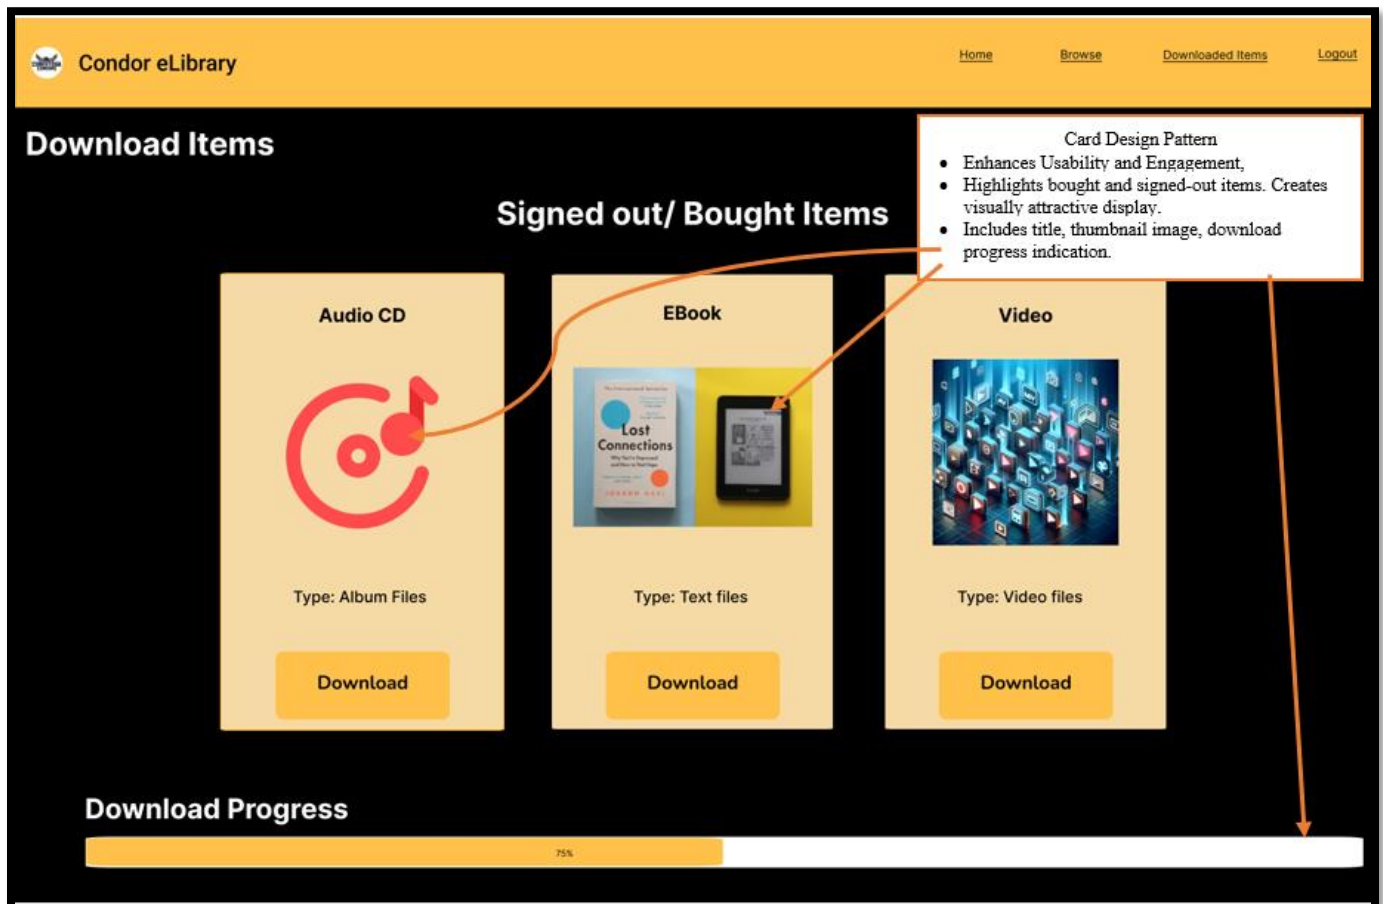 Condor eLibrary
Home
Browse
Downloaded Items
Logout
Download Items
Card Design Pattern
• Enhances Usability and Engagement,
• Highlights bought and signed-out items. Creates
visually attractive display.
• Includes title, thumbnail image, download
progress indication.
Signed out/ Bought Items
Audio CD
Type: Album Files
Download
EBook
Lost
Connections
Type: Text files
Download
Video
Type: Video files
Download
Download Progress
75%